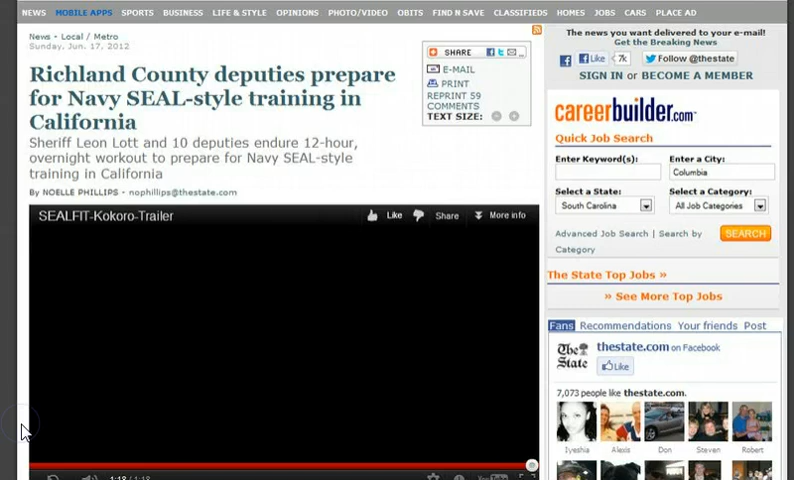 NEWS MOBILE APPS SPORTS BUSINESS LIFE & STYLE OPINIONS PHOTO/VIDEO OBITS FIND N SAVE CLASSIFIEDS HOMES JOBS CARS PLACE AD
News - Local / Metro
Sunday, Jun. 17, 2012
Richland County deputies prepare
for Navy SEAL-style training in
California
Sheriff Leon Lott and 10 deputies endure 12-hour,
overnight workout to prepare for Navy SEAL-style
training in California
By NOELLE PHILLIPS - nophillips@thestate.com
SHARE
E-MAIL
PRINT
REPRINT 59
COMMENTS
TEXT SIZE:
SEALFIT-Kokoro-Trailer
Like
Share
More info
1:18 / 1:18
The news you want delivered to your e-mail!
Get the Breaking News
Like 7k
Follow @thestate
SIGN IN or BECOME A MEMBER
careerbuilder.com
Quick Job Search
Enter Keyword(s): Enter a City:
Columbia
Select a State: Select a Category:
South Carolina All Job Categories
Advanced Job Search | Search by
Category
SEARCH
The State Top Jobs »
» See More Top Jobs
Fans Recommendations Your friends Post
The State
thestate.com on Facebook
Like
7,073 people like thestate.com.
Iyeshia Alexis Don Steven Robert